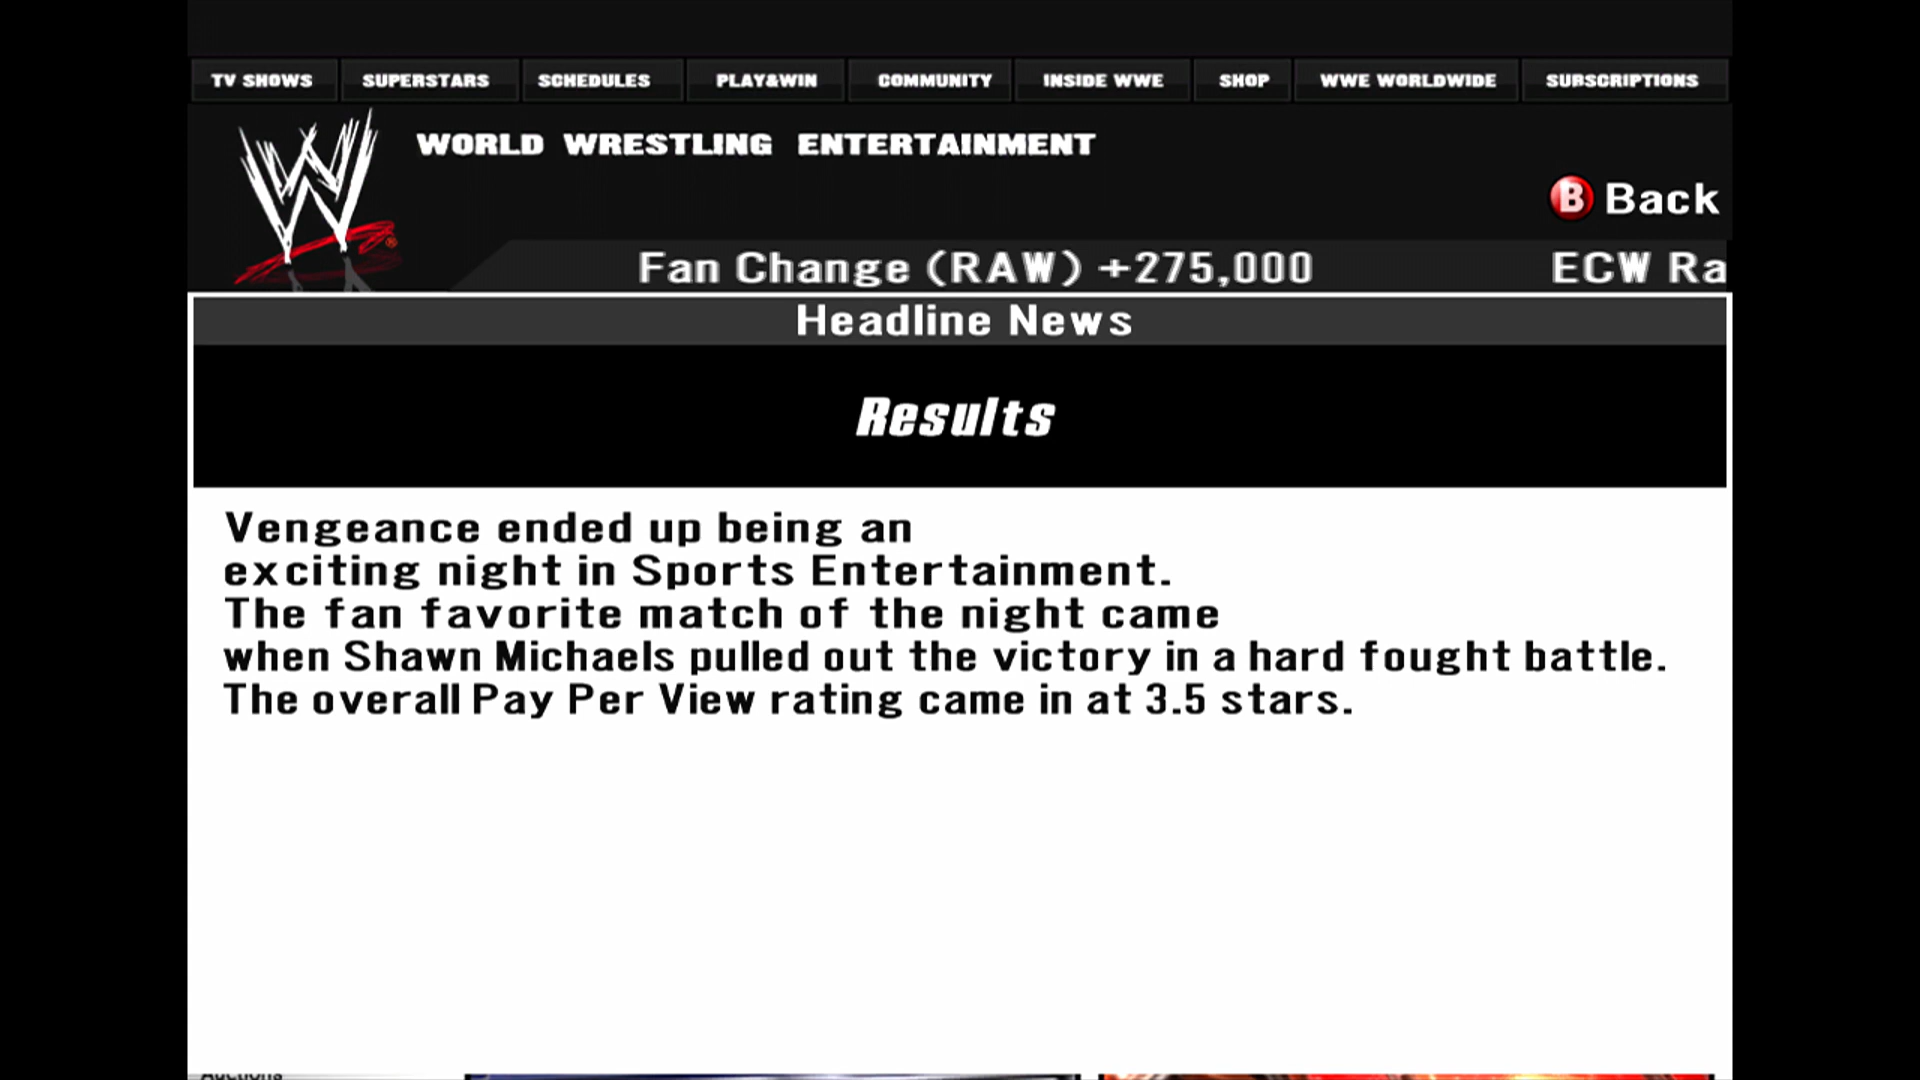 TV SHOWS SUPERSTARS SCHEDULES PLAY&WIN COMMUNITY INSIDE WWE SHOP WWE WORLDWIDE SUBSCRIPTIONS
WORLD WRESTLING ENTERTAINMENT
B Back
Fan Change (RAW) +275,000 ECW Ra
Headline News
Results
Vengeance ended up being an
exciting night in Sports Entertainment.
The fan favorite match of the night came
when Shawn Michaels pulled out the victory in a hard fought battle.
The overall Pay Per View rating came in at 3.5 stars.
Auctions